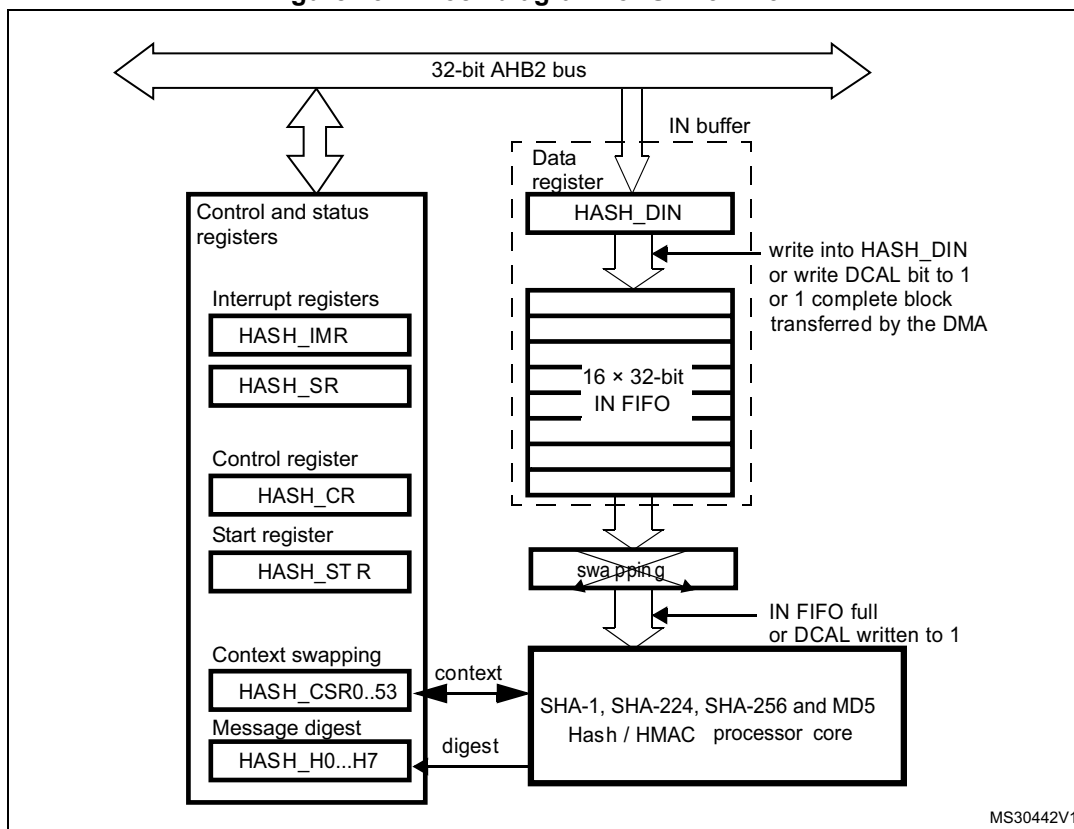 32-bit AHB2 bus
IN buffer
Data
register
HASH_DIN
write into HASH_DIN
or write DCAL bit to 1
or 1 complete block
transferred by the DMA
16 × 32-bit
IN FIFO
swapping
IN FIFO full
or DCAL written to 1
Control and status
registers
Interrupt registers
HASH_IMR
HASH_SR
Control register
HASH_CR
Start register
HASH_STR
Context swapping
HASH_CSR0..53
context
Message digest
HASH_H0...H7
digest
SHA-1, SHA-224, SHA-256 and MD5
Hash / HMAC processor core
MS30442V1